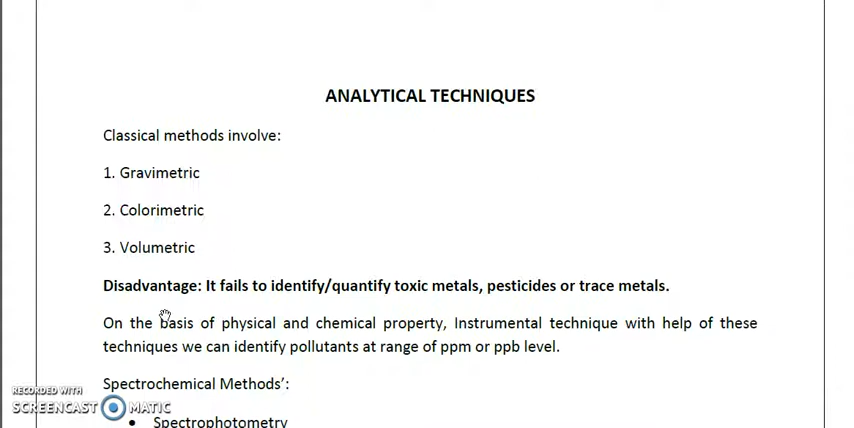 ANALYTICAL TECHNIQUES
Classical methods involve:
1. Gravimetric
2. Colorimetric
3. Volumetric
Disadvantage: It fails to identify/quantify toxic metals, pesticides or trace metals.
On the basis of physical and chemical property, Instrumental technique with help of these
techniques we can identify pollutants at range of ppm or ppb level.
Spectrochemical Methods’:
• Spectrophotometry
RECORDED WITH
SCREENCAST MATIC